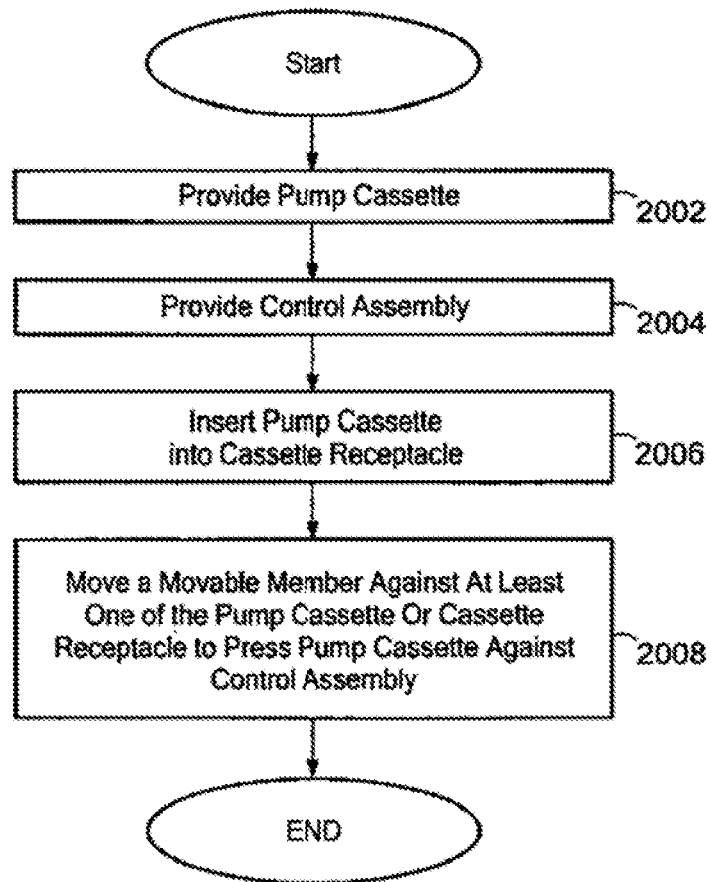 Start
Provide Pump Cassette
2002
Provide Control Assembly
2004
Insert Pump Cassette
into Cassette Receptacle
2006
Move a Movable Member Against At Least
One of the Pump Cassette Or Cassette
Receptacle to Press Pump Cassette Against
Control Assembly
2008
END